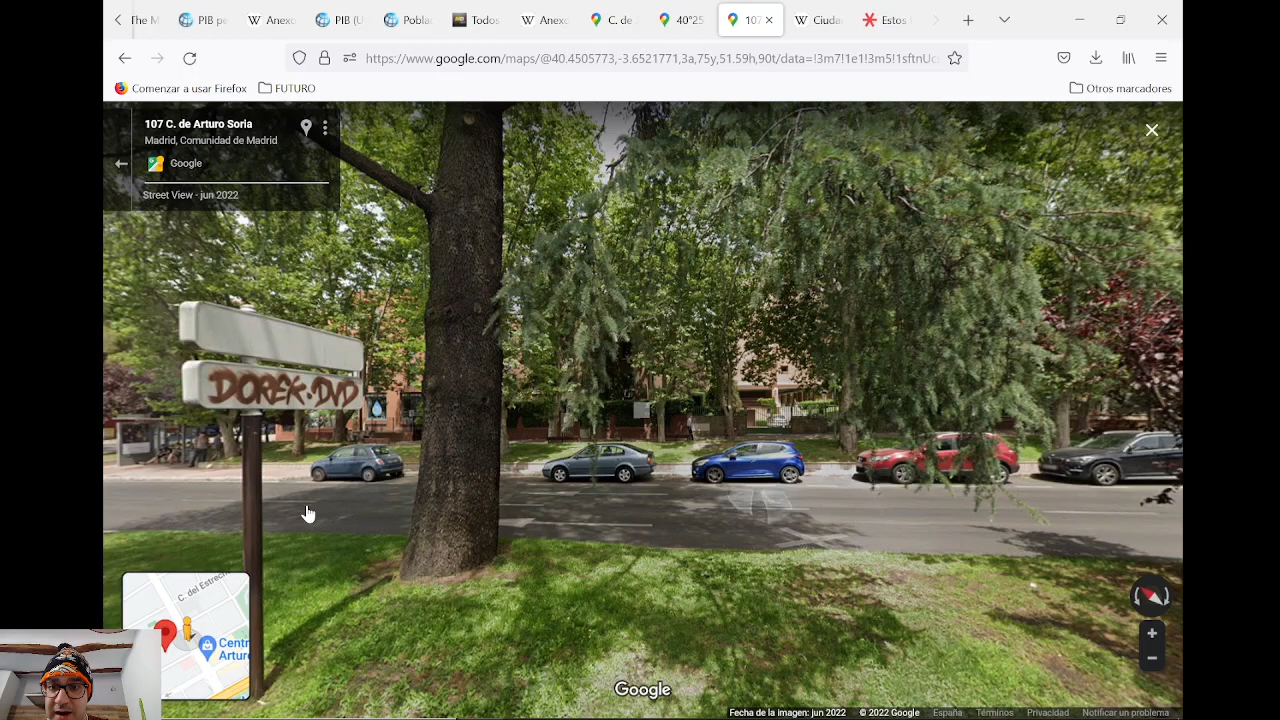 The M
PIB pe
Anexo
PIB (U
Poblac
Todos
Anexo
C. de
40°25
107
Ciuda
Estos
https://www.google.com/maps/@40.4505773,-3.6521771,3a,75y,51.59h,90t/data=!3m7!1e1!3m5!1sftnUc
Comenzar a usar Firefox
FUTURO
Otros marcadores
107 C. de Arturo Soria
Madrid, Comunidad de Madrid
Google
Street View - jun 2022
DOREK·DVD
C. del Estrech
Centr
Arturo
Google
Fecha de la imagen: jun 2022 © 2022 Google España Términos Privacidad Notificar un problema